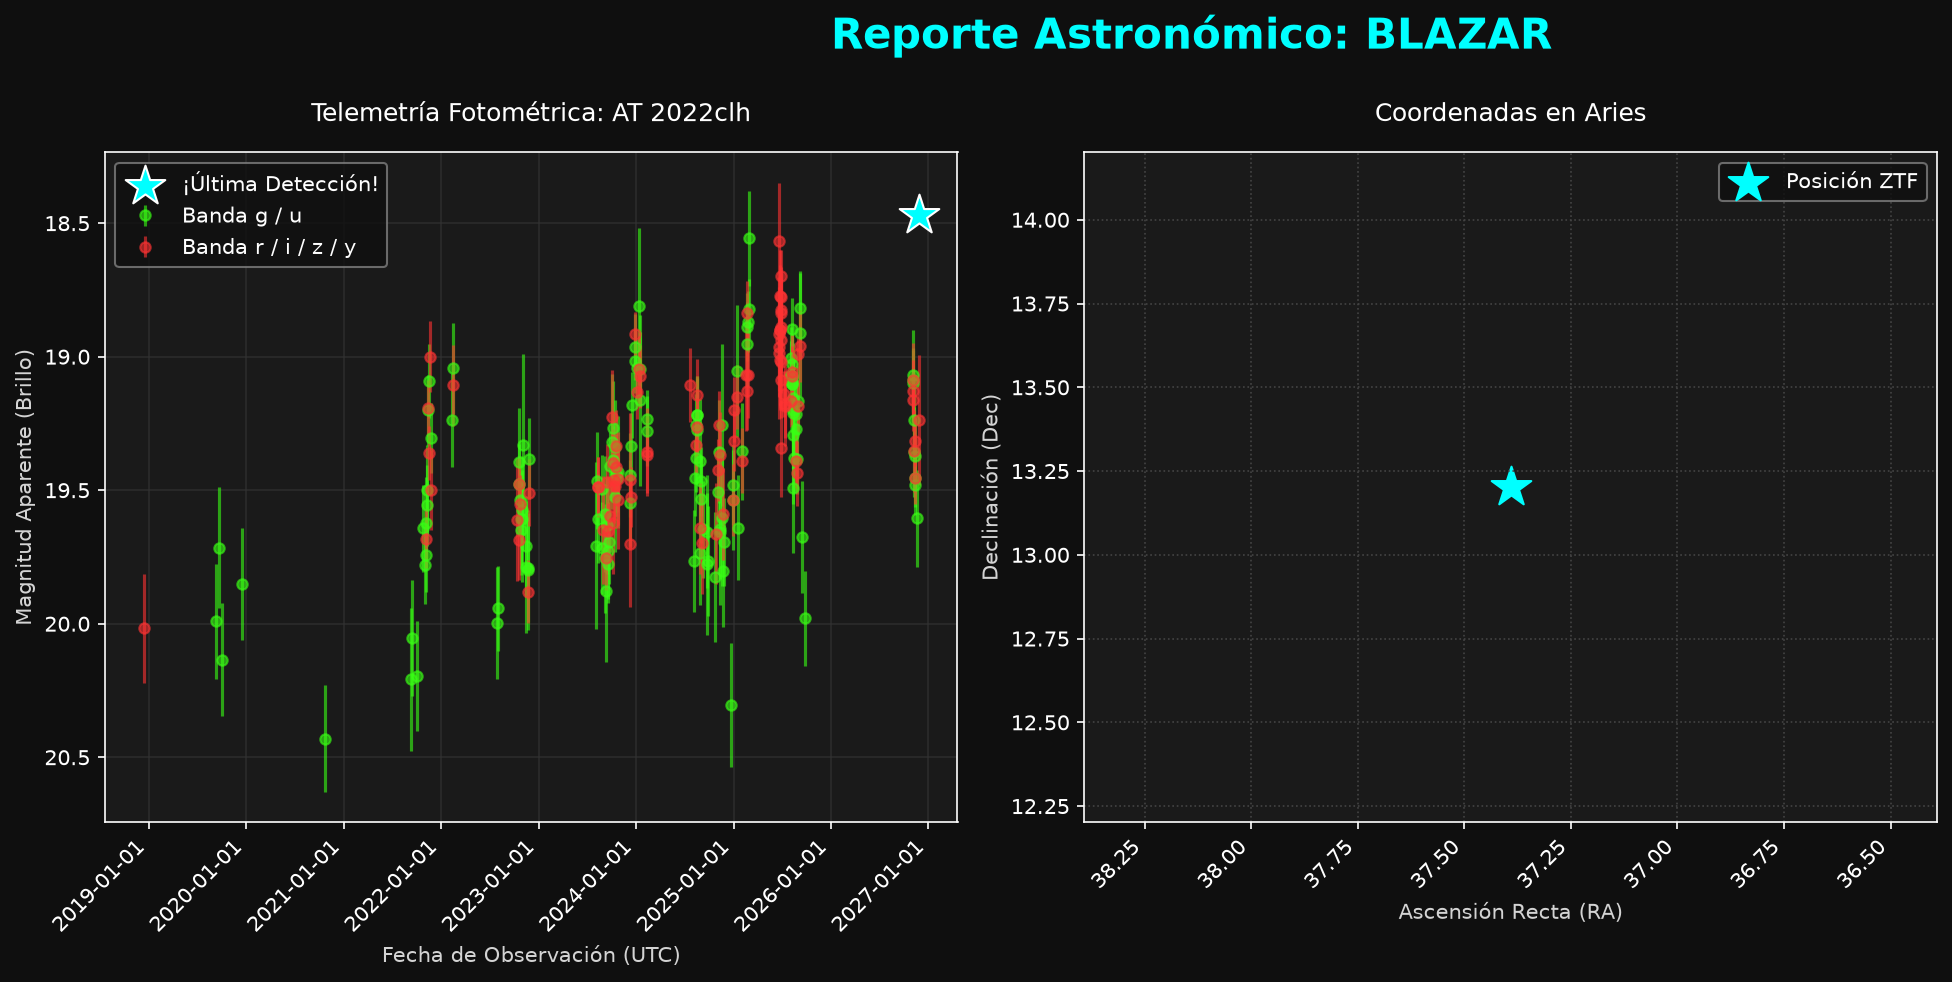 Reporte Astronómico: BLAZAR
Telemetría Fotométrica: AT 2022clh
¡Última Detección!
Banda g / u
Banda r / i / z / y
Magnitud Aparente (Brillo)
18.5
19.0
19.5
20.0
20.5
2019-01-01
2020-01-01
2021-01-01
2022-01-01
2023-01-01
2024-01-01
2025-01-01
2026-01-01
2027-01-01
Fecha de Observación (UTC)
Coordenadas en Aries
Posición ZTF
Declinación (Dec)
14.00
13.75
13.50
13.25
13.00
12.75
12.50
12.25
38.25
38.00
37.75
37.50
37.25
37.00
36.75
36.50
Ascensión Recta (RA)